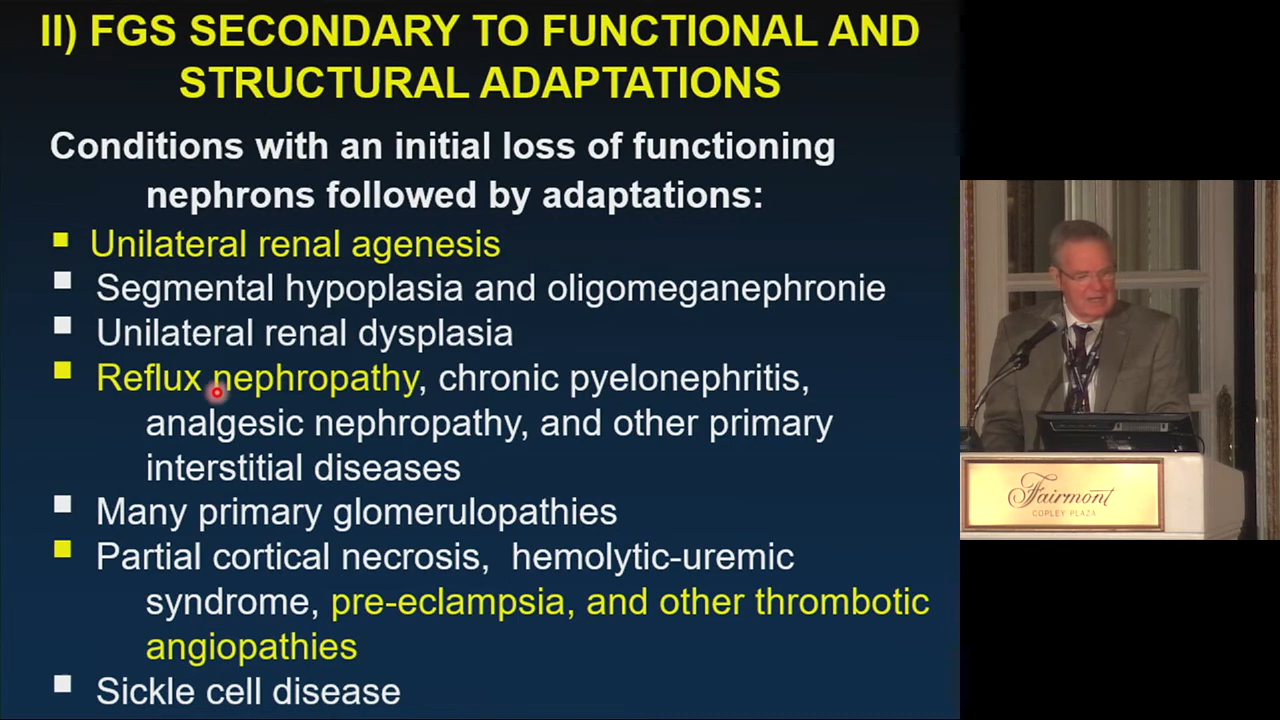 II) FGS SECONDARY TO FUNCTIONAL AND
STRUCTURAL ADAPTATIONS
Conditions with an initial loss of functioning
nephrons followed by adaptations:
Unilateral renal agenesis
Segmental hypoplasia and oligomeganephronie
Unilateral renal dysplasia
Reflux nephropathy, chronic pyelonephritis,
analgesic nephropathy, and other primary
interstitial diseases
Many primary glomerulopathies
Partial cortical necrosis, hemolytic-uremic
syndrome, pre-eclampsia, and other thrombotic
angiopathies
Sickle cell disease
Fairmont
COPLEY PLAZA